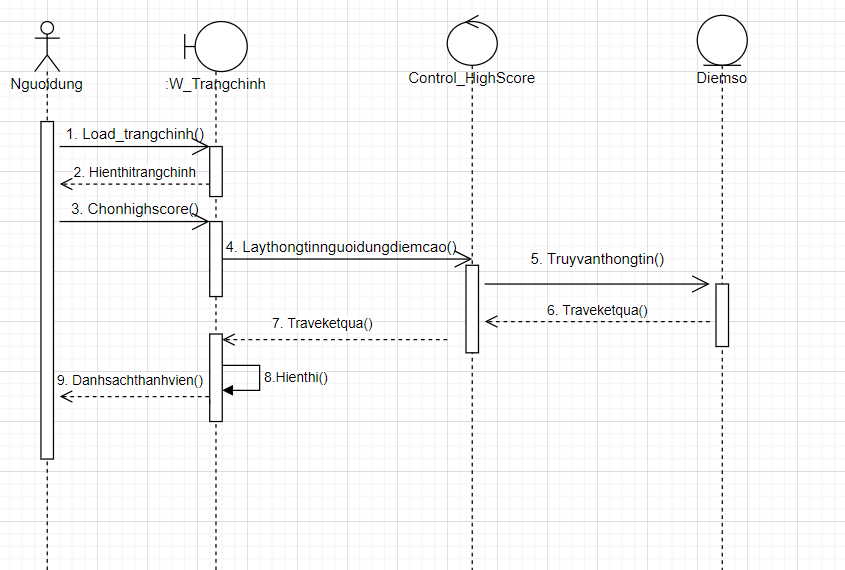 Nguoidung
:W_Trangchinh
Control_HighScore
Diemso
1. Load_trangchinh()
2. Hienthitrangchinh
3. Chonhighscore()
4. Laythongtinnguoidungdiemcao()
5. Truyvanthongtin()
6. Traveketqua()
7. Traveketqua()
8.Hienthi()
9. Danhsachthanhvien()